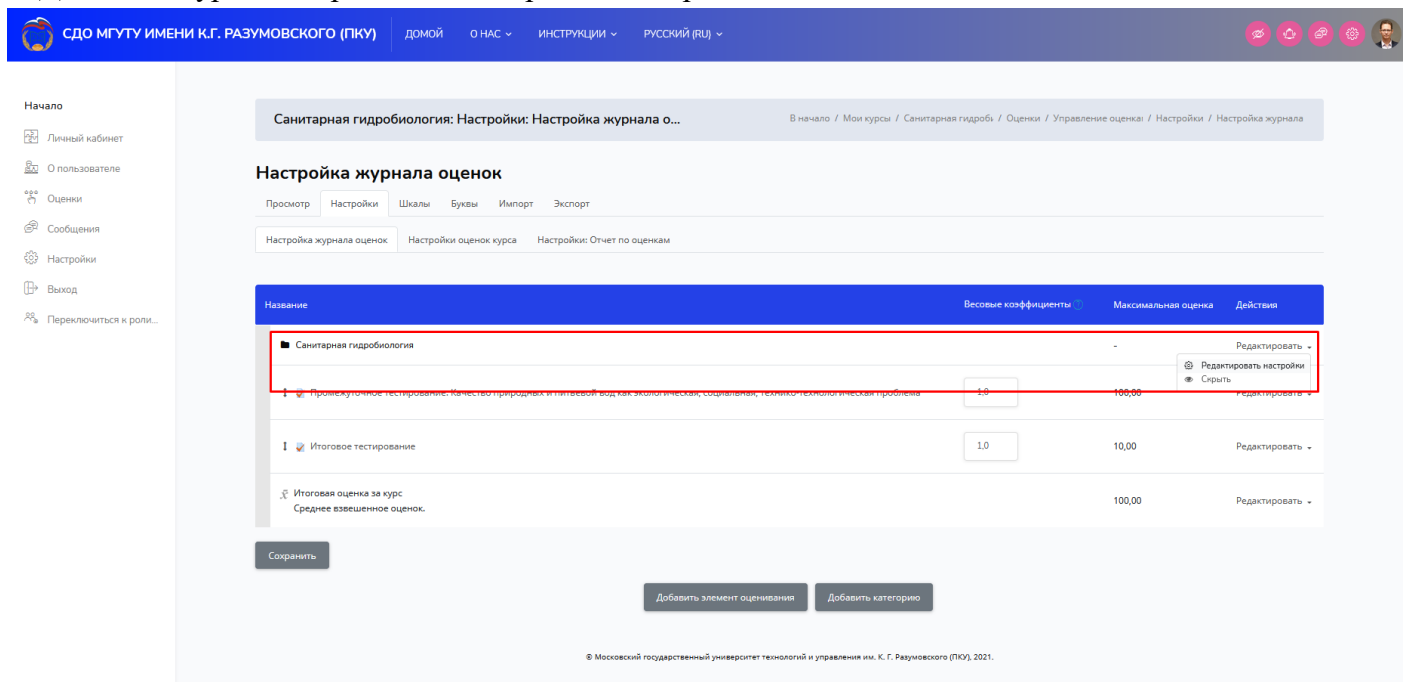 СДО МГУТУ ИМЕНИ К.Г. РАЗУМОВСКОГО (ПКУ) ДОМОЙ О НАС ИНСТРУКЦИИ РУССКИЙ (RU)
Начало
Личный кабинет
О пользователе
Оценки
Сообщения
Настройки
Выход
Переключиться к роли...
Санитарная гидробиология: Настройки: Настройка журнала о...
В начало / Мои курсы / Санитарная гидроби / Оценки / Управление оценкаі / Настройки / Настройка журнала
Настройка журнала оценок
Просмотр Настройки Шкалы Буквы Импорт Экспорт
Настройка журнала оценок Настройки оценок курса Настройки: Отчет по оценкам
Название Весовые коэффициенты Максимальная оценка Действия
Санитарная гидробиология - Редактировать
Редактировать настройки
Скрыть
Промежуточное тестирование: Качество природных и питьевой вод как экологическая, социальная, технико-технологическая проблема 1,0 100,00 Редактировать
Итоговое тестирование 1,0 10,00 Редактировать
Итоговая оценка за курс
Среднее взвешенное оценок. 100,00 Редактировать
Сохранить
Добавить элемент оценивания Добавить категорию
© Московский государственный университет технологий и управления им. К. Г. Разумовского (ПКУ), 2021.